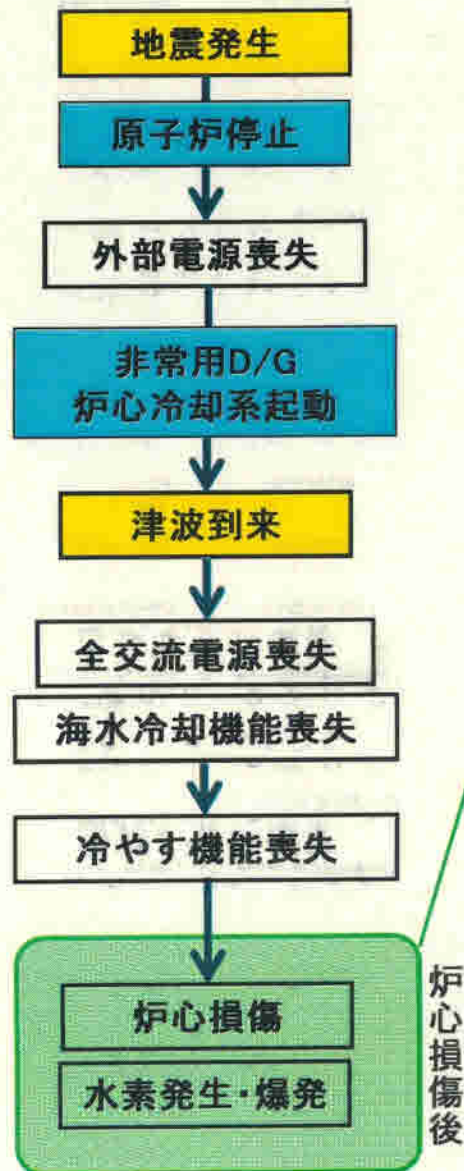 地震発生
原子炉停止
外部電源喪失
非常用D/G
炉心冷却系起動
津波到来
全交流電源喪失
海水冷却機能喪失
冷やす機能喪失
炉心損傷
水素発生・爆発
炉心損傷後